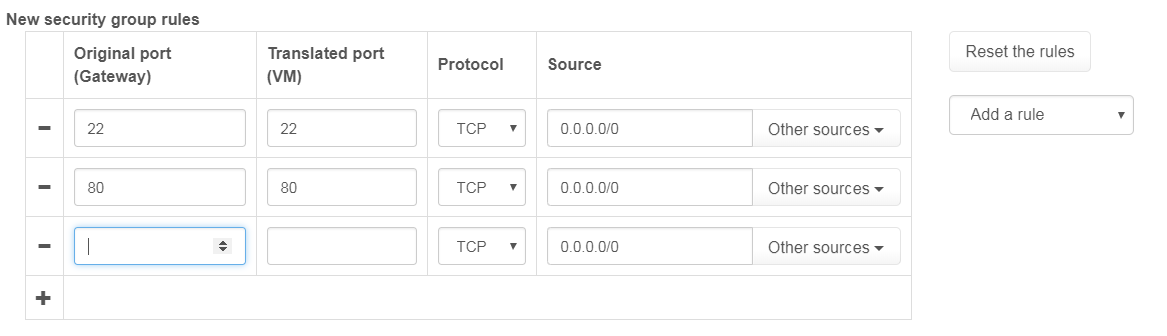 New security group rules
Original port
(Gateway)
Translated port
(VM)
Protocol
Source
Reset the rules
Add a rule
22
22
TCP
0.0.0.0/0
Other sources
80
80
TCP
0.0.0.0/0
Other sources
TCP
0.0.0.0/0
Other sources